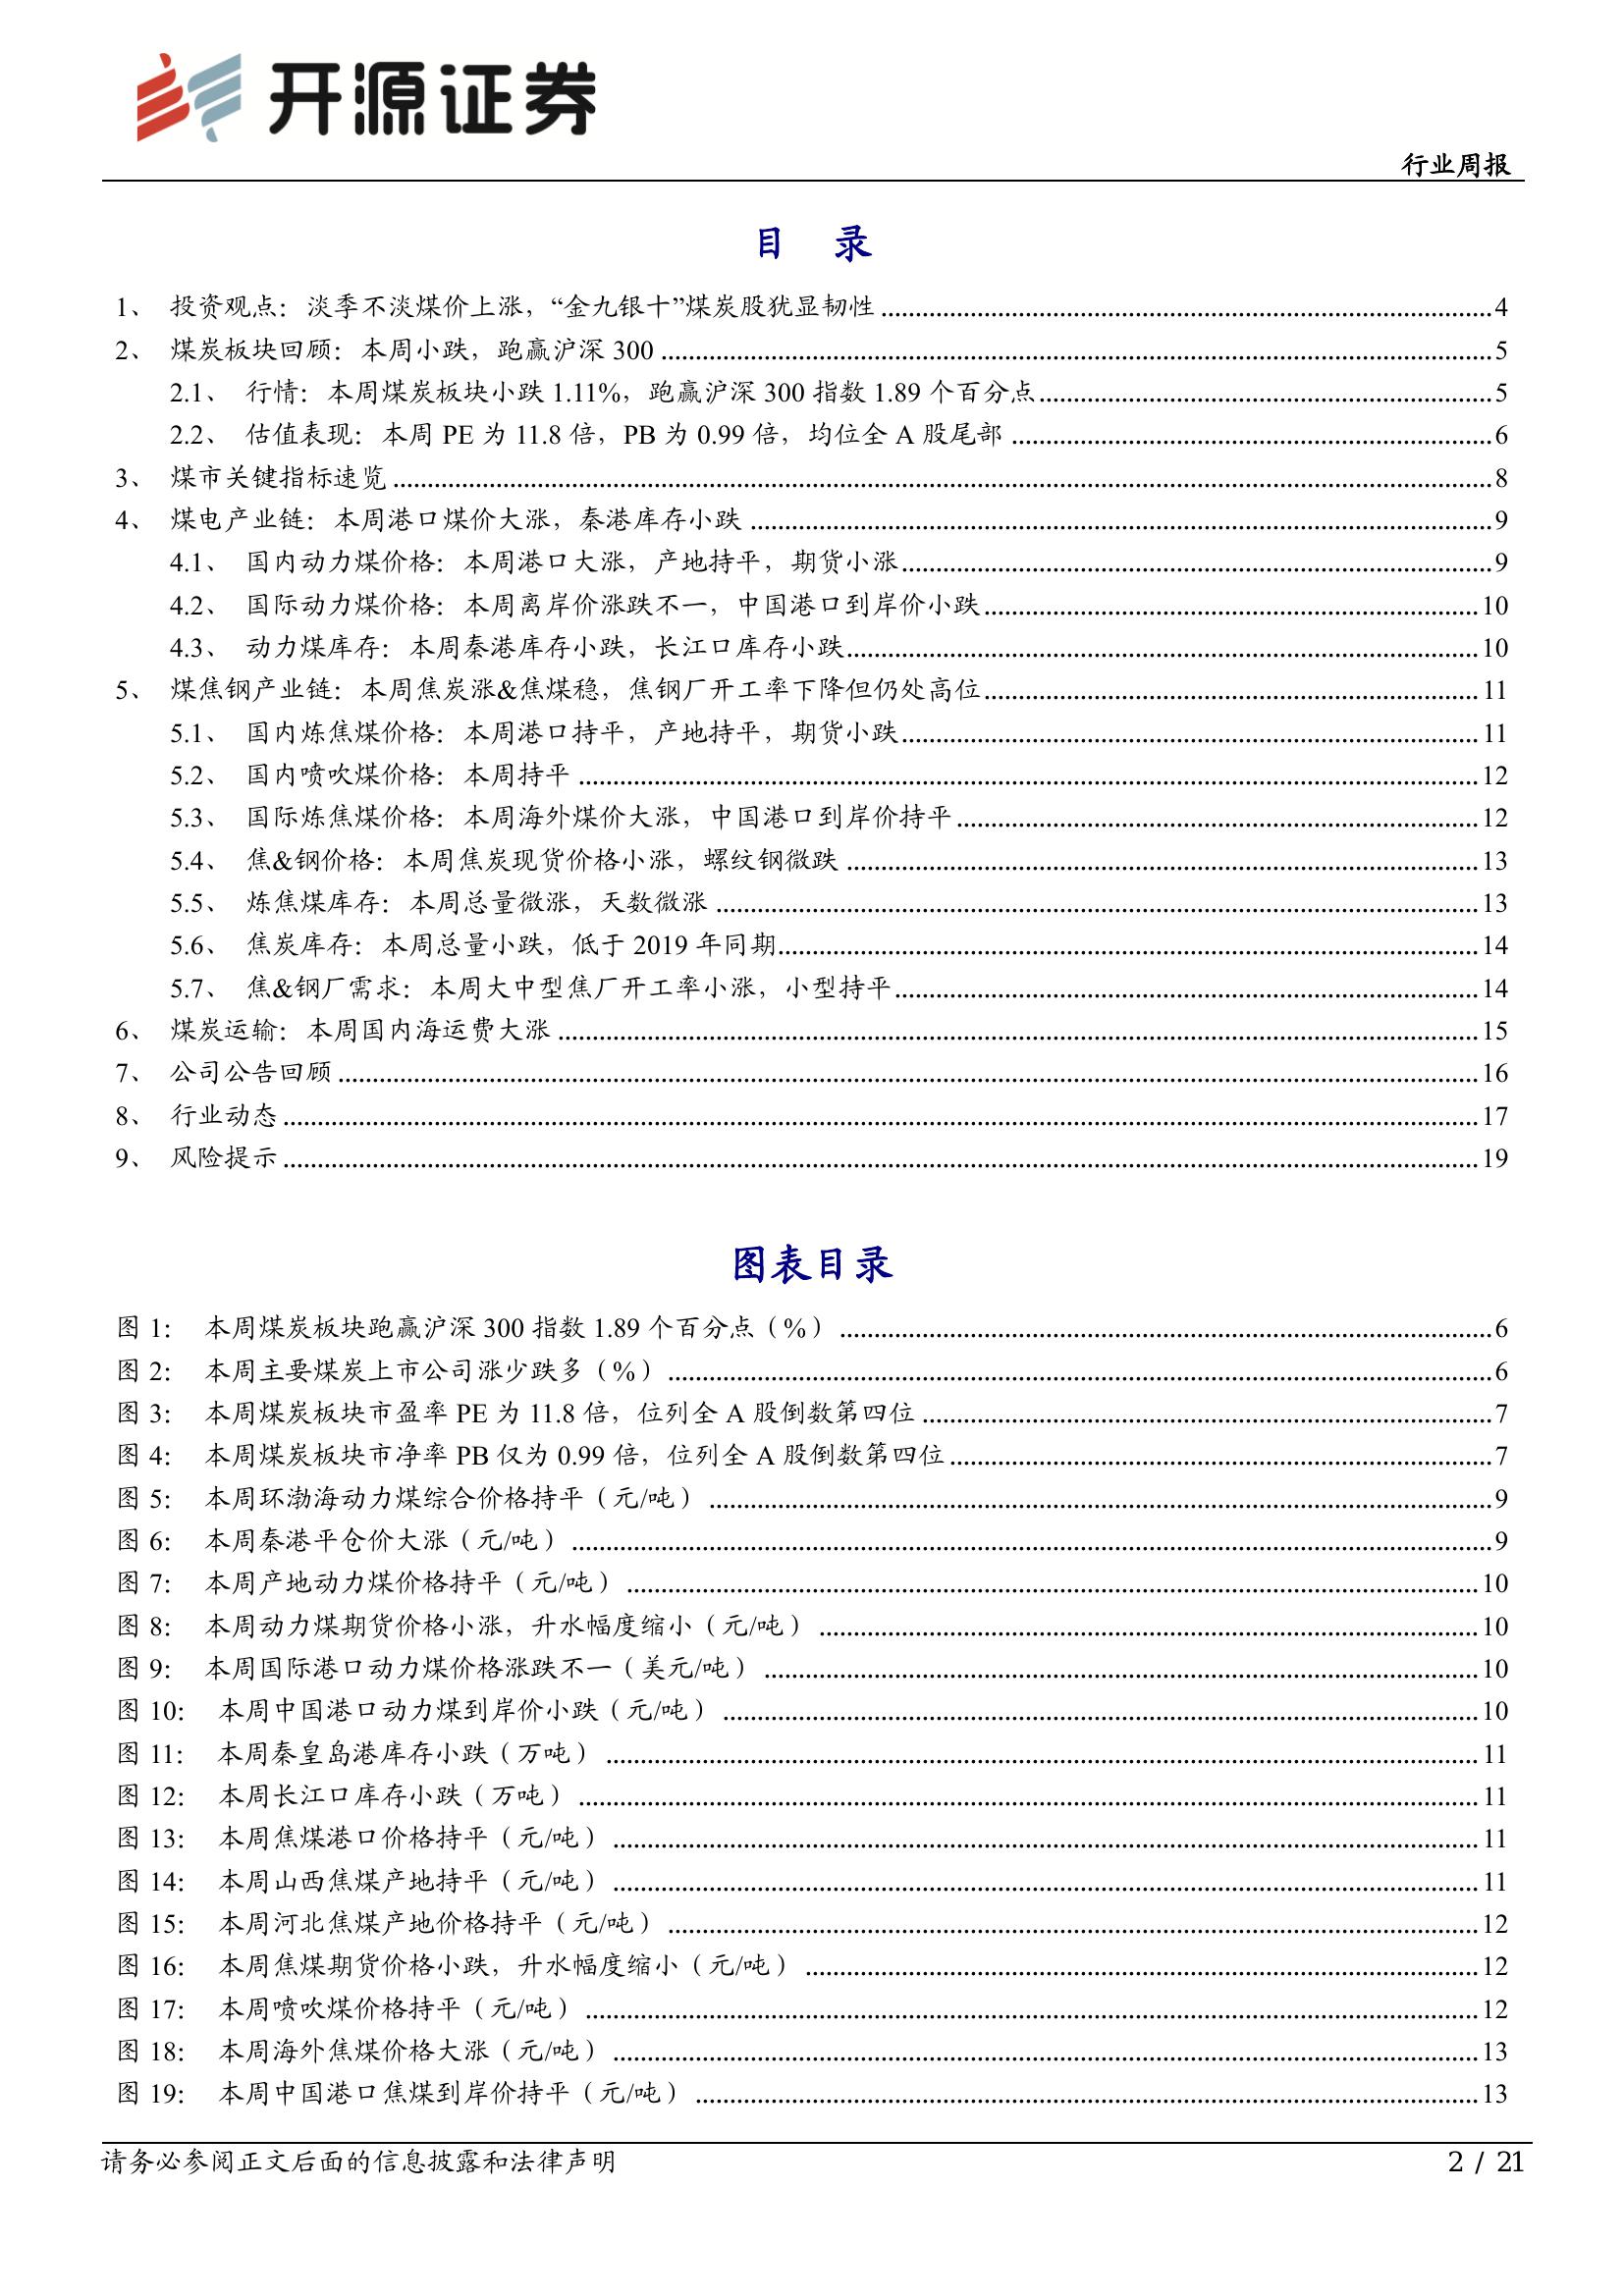 开源证券
行业周报
目 录
1、 投资观点：淡季不淡煤价上涨，“金九银十”煤炭股犹显韧性 4
2、 煤炭板块回顾：本周小跌，跑赢沪深 300 5
2.1、 行情：本周煤炭板块小跌 1.11%，跑赢沪深 300 指数 1.89 个百分点 5
2.2、 估值表现：本周 PE 为 11.8 倍，PB 为 0.99 倍，均位全 A 股尾部 6
3、 煤市关键指标速览 8
4、 煤电产业链：本周港口煤价大涨，秦港库存小跌 9
4.1、 国内动力煤价格：本周港口大涨，产地持平，期货小涨 9
4.2、 国际动力煤价格：本周离岸价涨跌不一，中国港口到岸价小跌 10
4.3、 动力煤库存：本周秦港库存小跌，长江口库存小跌 10
5、 煤焦钢产业链：本周焦炭涨&焦煤稳，焦钢厂开工率下降但仍处高位 11
5.1、 国内炼焦煤价格：本周港口持平，产地持平，期货小跌 11
5.2、 国内喷吹煤价格：本周持平 12
5.3、 国际炼焦煤价格：本周海外煤价大涨，中国港口到岸价持平 12
5.4、 焦&钢价格：本周焦炭现货价格小涨，螺纹钢微跌 13
5.5、 炼焦煤库存：本周总量微涨，天数微涨 13
5.6、 焦炭库存：本周总量小跌，低于 2019 年同期 14
5.7、 焦&钢厂需求：本周大中型焦厂开工率小涨，小型持平 14
6、 煤炭运输：本周国内海运费大涨 15
7、 公司公告回顾 16
8、 行业动态 17
9、 风险提示 19
图表目录
图 1： 本周煤炭板块跑赢沪深 300 指数 1.89 个百分点（%） 6
图 2： 本周主要煤炭上市公司涨少跌多（%） 6
图 3： 本周煤炭板块市盈率 PE 为 11.8 倍，位列全 A 股倒数第四位 7
图 4： 本周煤炭板块市净率 PB 仅为 0.99 倍，位列全 A 股倒数第四位 7
图 5： 本周环渤海动力煤综合价格持平（元/吨） 9
图 6： 本周秦港平仓价大涨（元/吨） 9
图 7： 本周产地动力煤价格持平（元/吨） 10
图 8： 本周动力煤期货价格小涨，升水幅度缩小（元/吨） 10
图 9： 本周国际港口动力煤价格涨跌不一（美元/吨） 10
图 10： 本周中国港口动力煤到岸价小跌（元/吨） 10
图 11： 本周秦皇岛港库存小跌（万吨） 11
图 12： 本周长江口库存小跌（万吨） 11
图 13： 本周焦煤港口价格持平（元/吨） 11
图 14： 本周山西焦煤产地持平（元/吨） 11
图 15： 本周河北焦煤产地价格持平（元/吨） 12
图 16： 本周焦煤期货价格小跌，升水幅度缩小（元/吨） 12
图 17： 本周喷吹煤价格持平（元/吨） 12
图 18： 本周海外焦煤价格大涨（元/吨） 13
图 19： 本周中国港口焦煤到岸价持平（元/吨） 13
请务必参阅正文后面的信息披露和法律声明 2 / 21